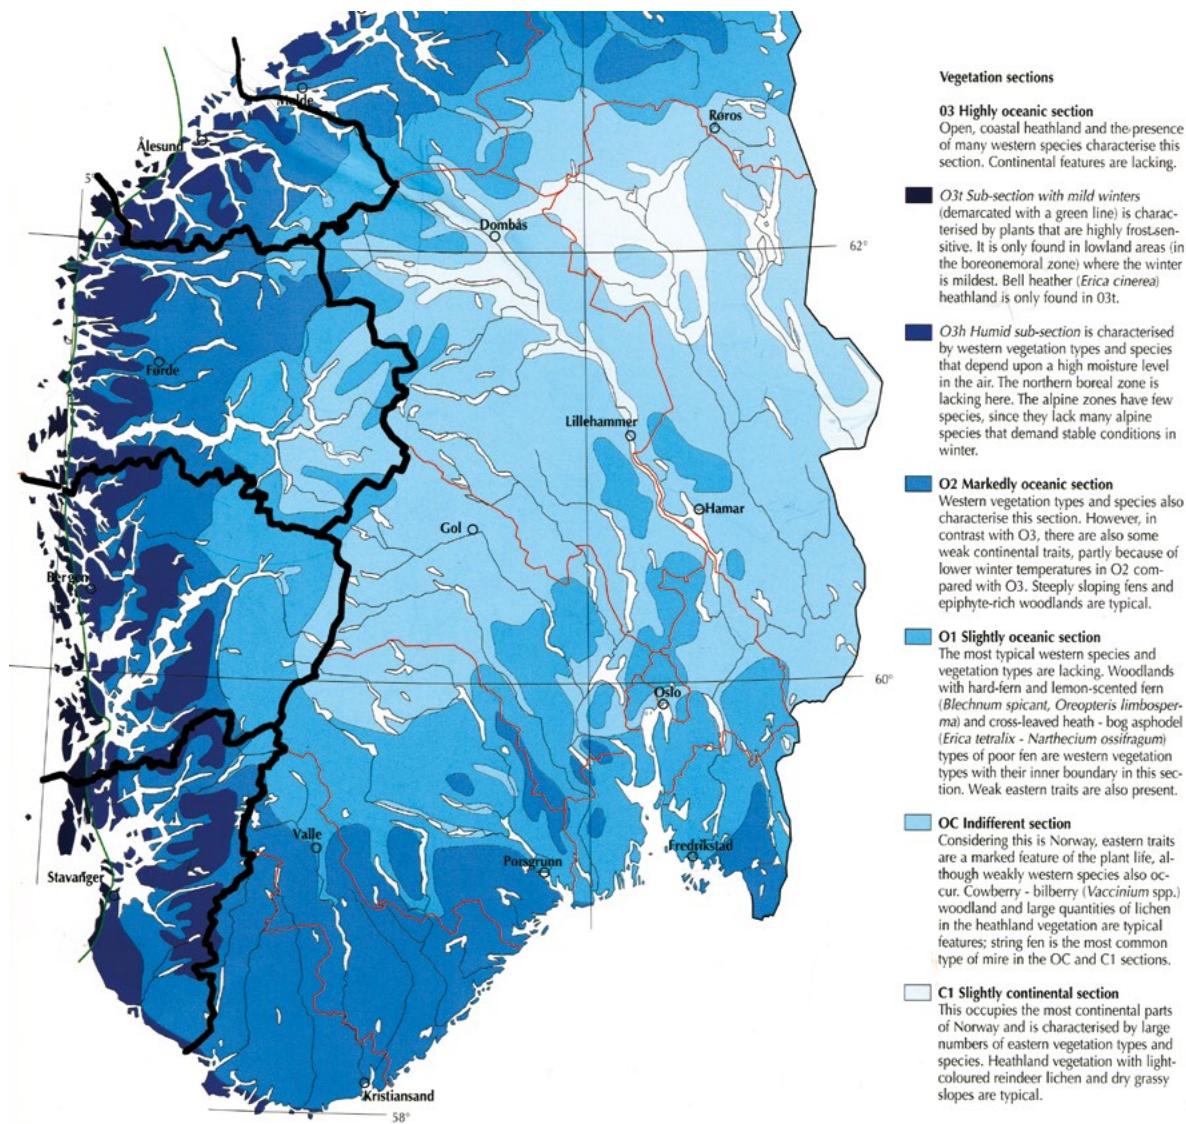 Molde
Røros
Ålesund
5°
Dombås
62°
Førde
Lillehammer
Gol
Hamar
Bergen
60°
Oslo
Valle
Porsgrunn
Fredrikstad
Stavanger
Kristiansand
58°
Vegetation sections
03 Highly oceanic section
Open, coastal heathland and the presence
of many western species characterise this
section. Continental features are lacking.
O3t Sub-section with mild winters
(demarcated with a green line) is charac-
terised by plants that are highly frost-sen-
sitive. It is only found in lowland areas (in
the boreonemoral zone) where the winter
is mildest. Bell heather (Erica cinerea)
heathland is only found in 03t.
O3h Humid sub-section is characterised
by western vegetation types and species
that depend upon a high moisture level
in the air. The northern boreal zone is
lacking here. The alpine zones have few
species, since they lack many alpine
species that demand stable conditions in
winter.
O2 Markedly oceanic section
Western vegetation types and species also
characterise this section. However, in
contrast with O3, there are also some
weak continental traits, partly because of
lower winter temperatures in O2 com-
pared with O3. Steeply sloping fens and
epiphyte-rich woodlands are typical.
O1 Slightly oceanic section
The most typical western species and
vegetation types are lacking. Woodlands
with hard-fern and lemon-scented fern
(Blechnum spicant, Oreopteris limbosper-
ma) and cross-leaved heath - bog asphodel
(Erica tetralix - Narthecium ossifragum)
types of poor fen are western vegetation
types with their inner boundary in this sec-
tion. Weak eastern traits are also present.
OC Indifferent section
Considering this is Norway, eastern traits
are a marked feature of the plant life, al-
though weakly western species also oc-
cur. Cowberry - bilberry (Vaccinium spp.)
woodland and large quantities of lichen
in the heathland vegetation are typical
features; string fen is the most common
type of mire in the OC and C1 sections.
C1 Slightly continental section
This occupies the most continental parts
of Norway and is characterised by large
numbers of eastern vegetation types and
species. Heathland vegetation with light-
coloured reindeer lichen and dry grassy
slopes are typical.